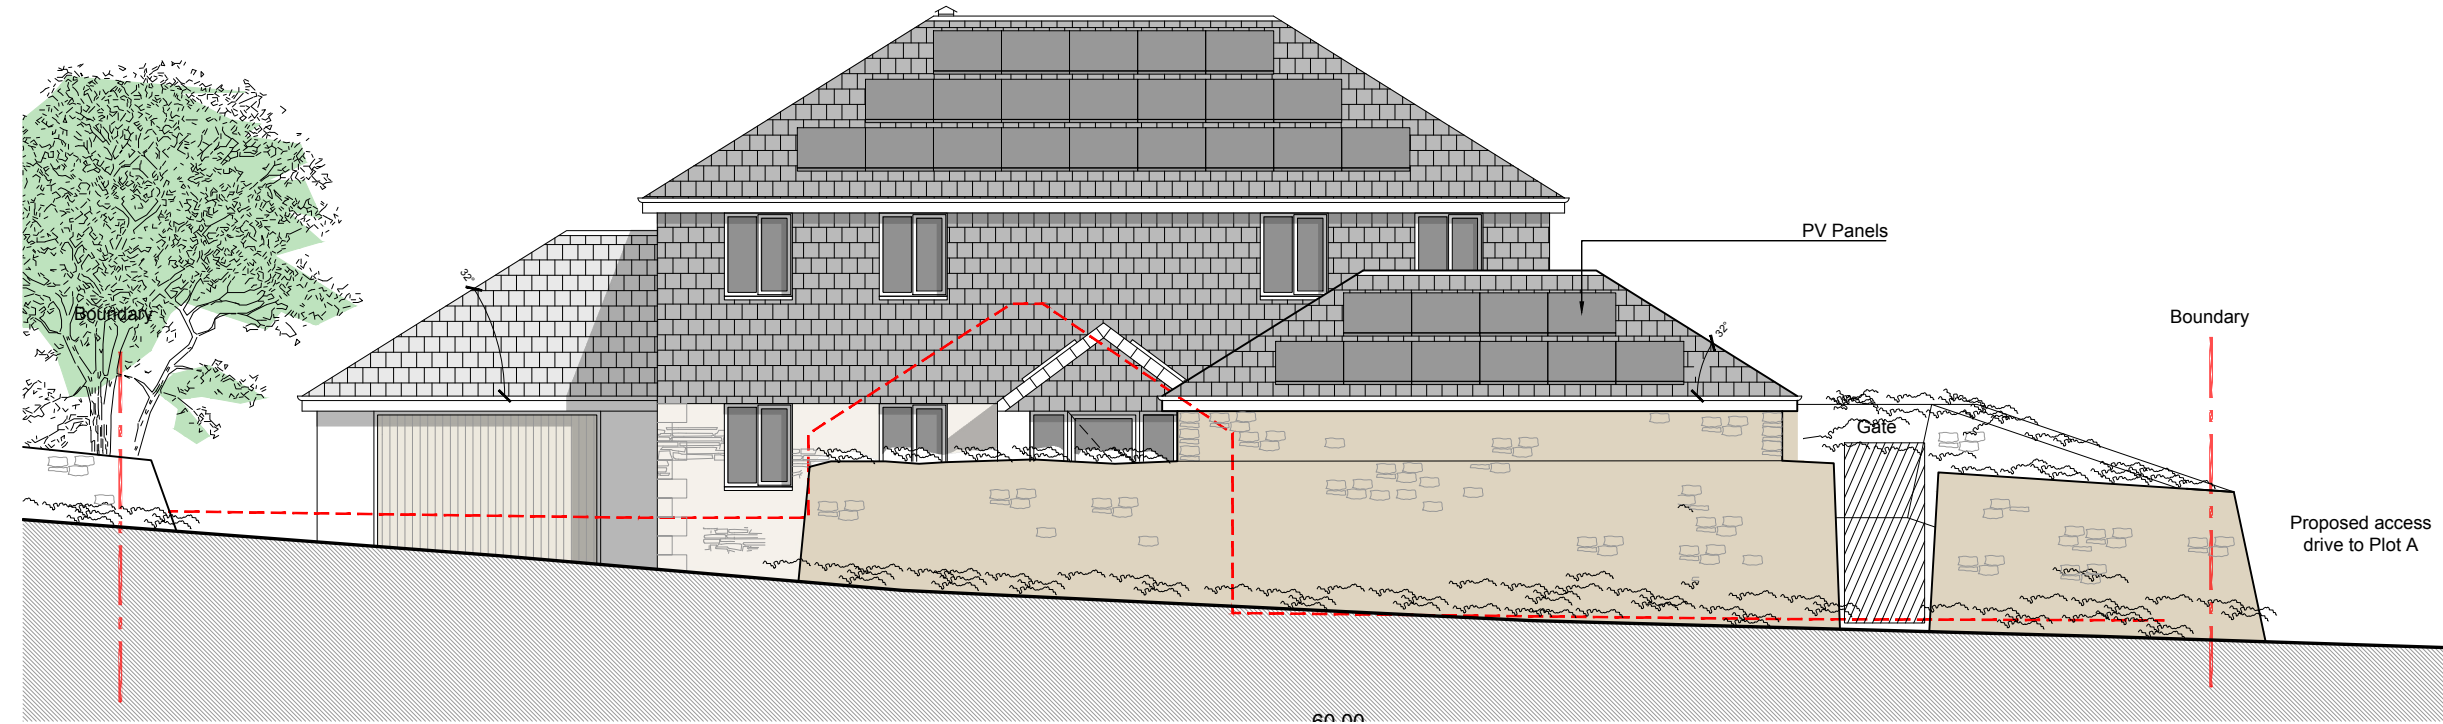 PV Panels
32°
Boundary
Boundary
32°
Gate
Proposed access
drive to Plot A
60.00